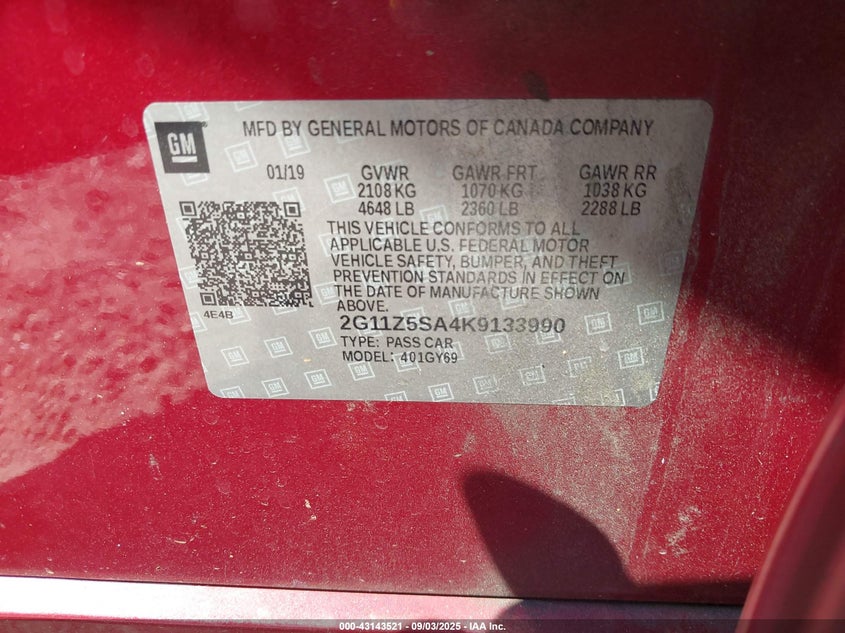 GM
MFD BY GENERAL MOTORS OF CANADA COMPANY
01/19 GVWR GAWR FRT GAWR RR
2108 KG 1070 KG 1038 KG
4648 LB 2360 LB 2288 LB
THIS VEHICLE CONFORMS TO ALL
APPLICABLE U.S. FEDERAL MOTOR
VEHICLE SAFETY, BUMPER, AND THEFT
PREVENTION STANDARDS IN EFFECT ON
THE DATE OF MANUFACTURE SHOWN
ABOVE.
4E4B
2G11Z5SA4K9133990
TYPE: PASS CAR
MODEL: 401GY69
000-43143521 - 09/03/2025 - IAA Inc.